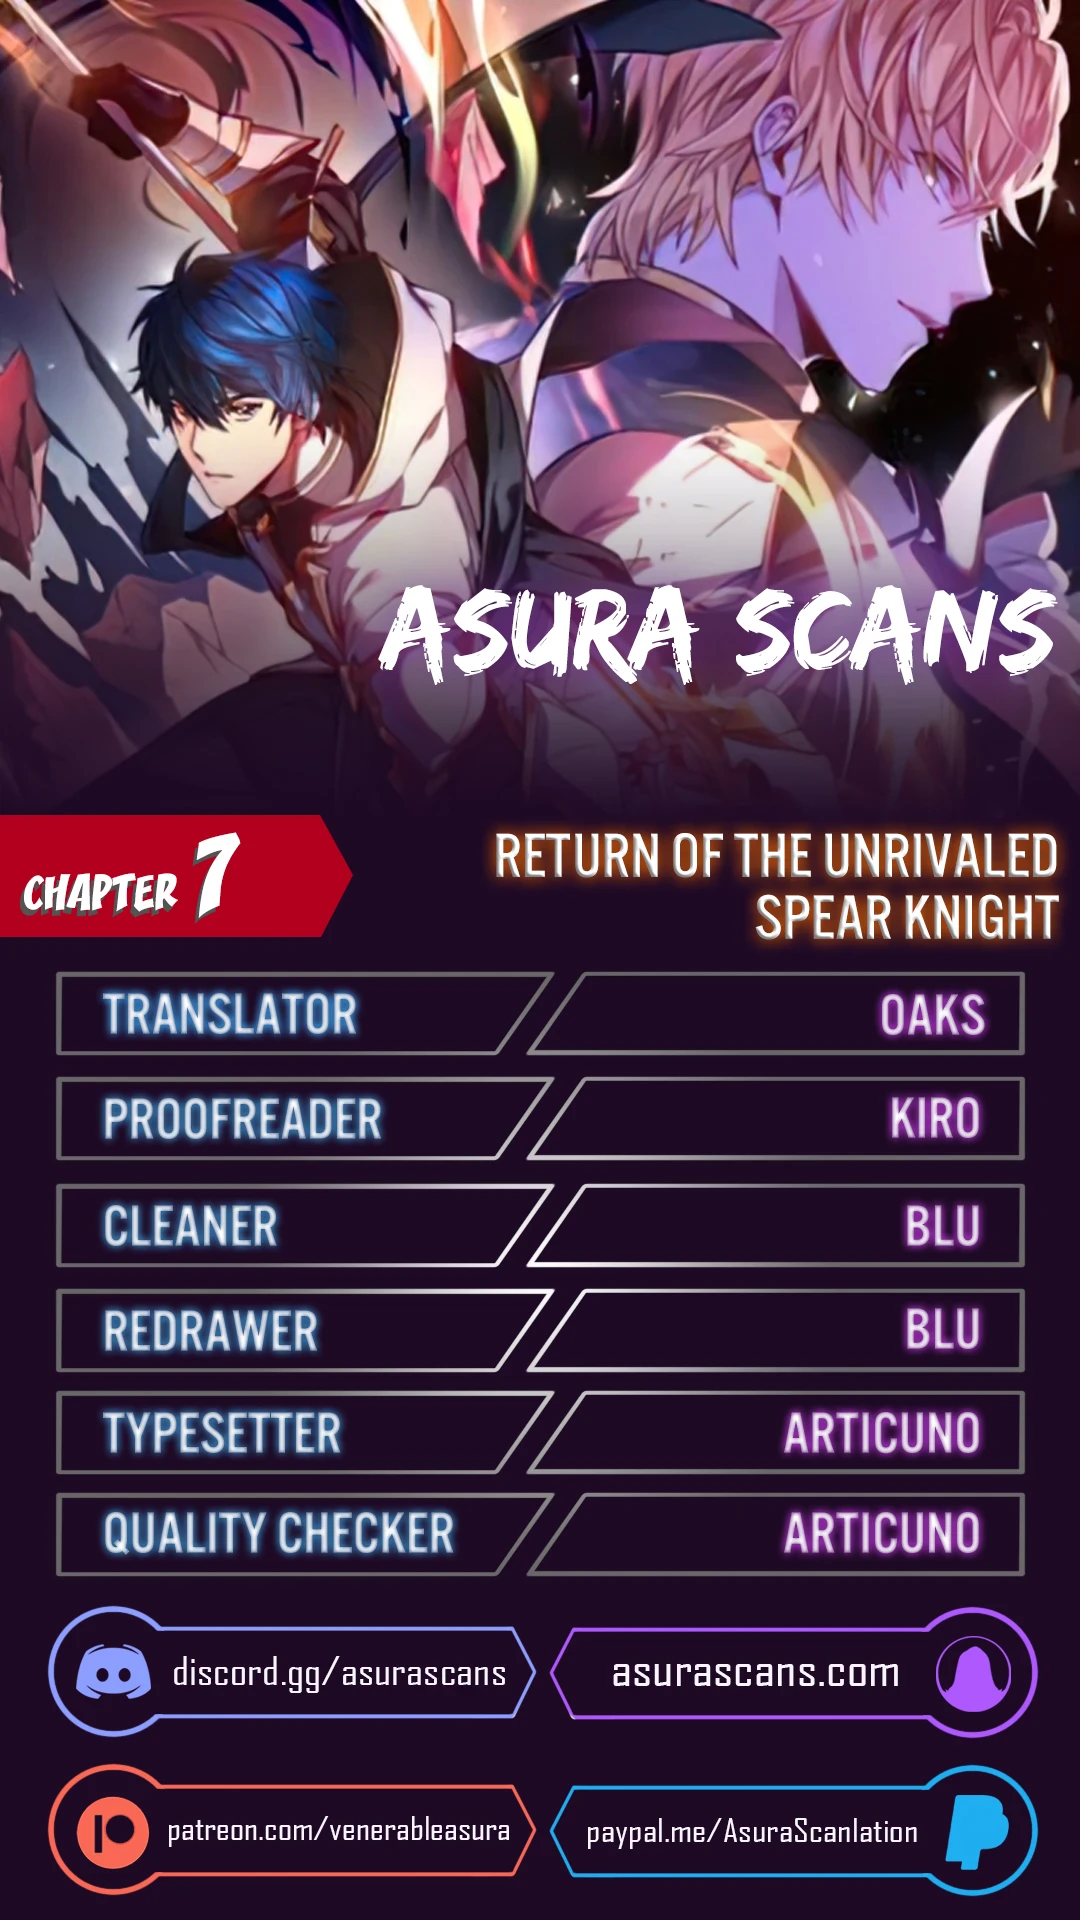 ASURA SCANS
CHAPTER 7
RETURN OF THE UNRIVALED
SPEAR KNIGHT
TRANSLATOR OAKS
PROOFREADER KIRO
CLEANER BLU
REDRAWER BLU
TYPESETTER ARTICUNO
QUALITY CHECKER ARTICUNO
discord.gg/asurascans asurascans.com
patreon.com/venerableasura paypal.me/AsuraScanlation